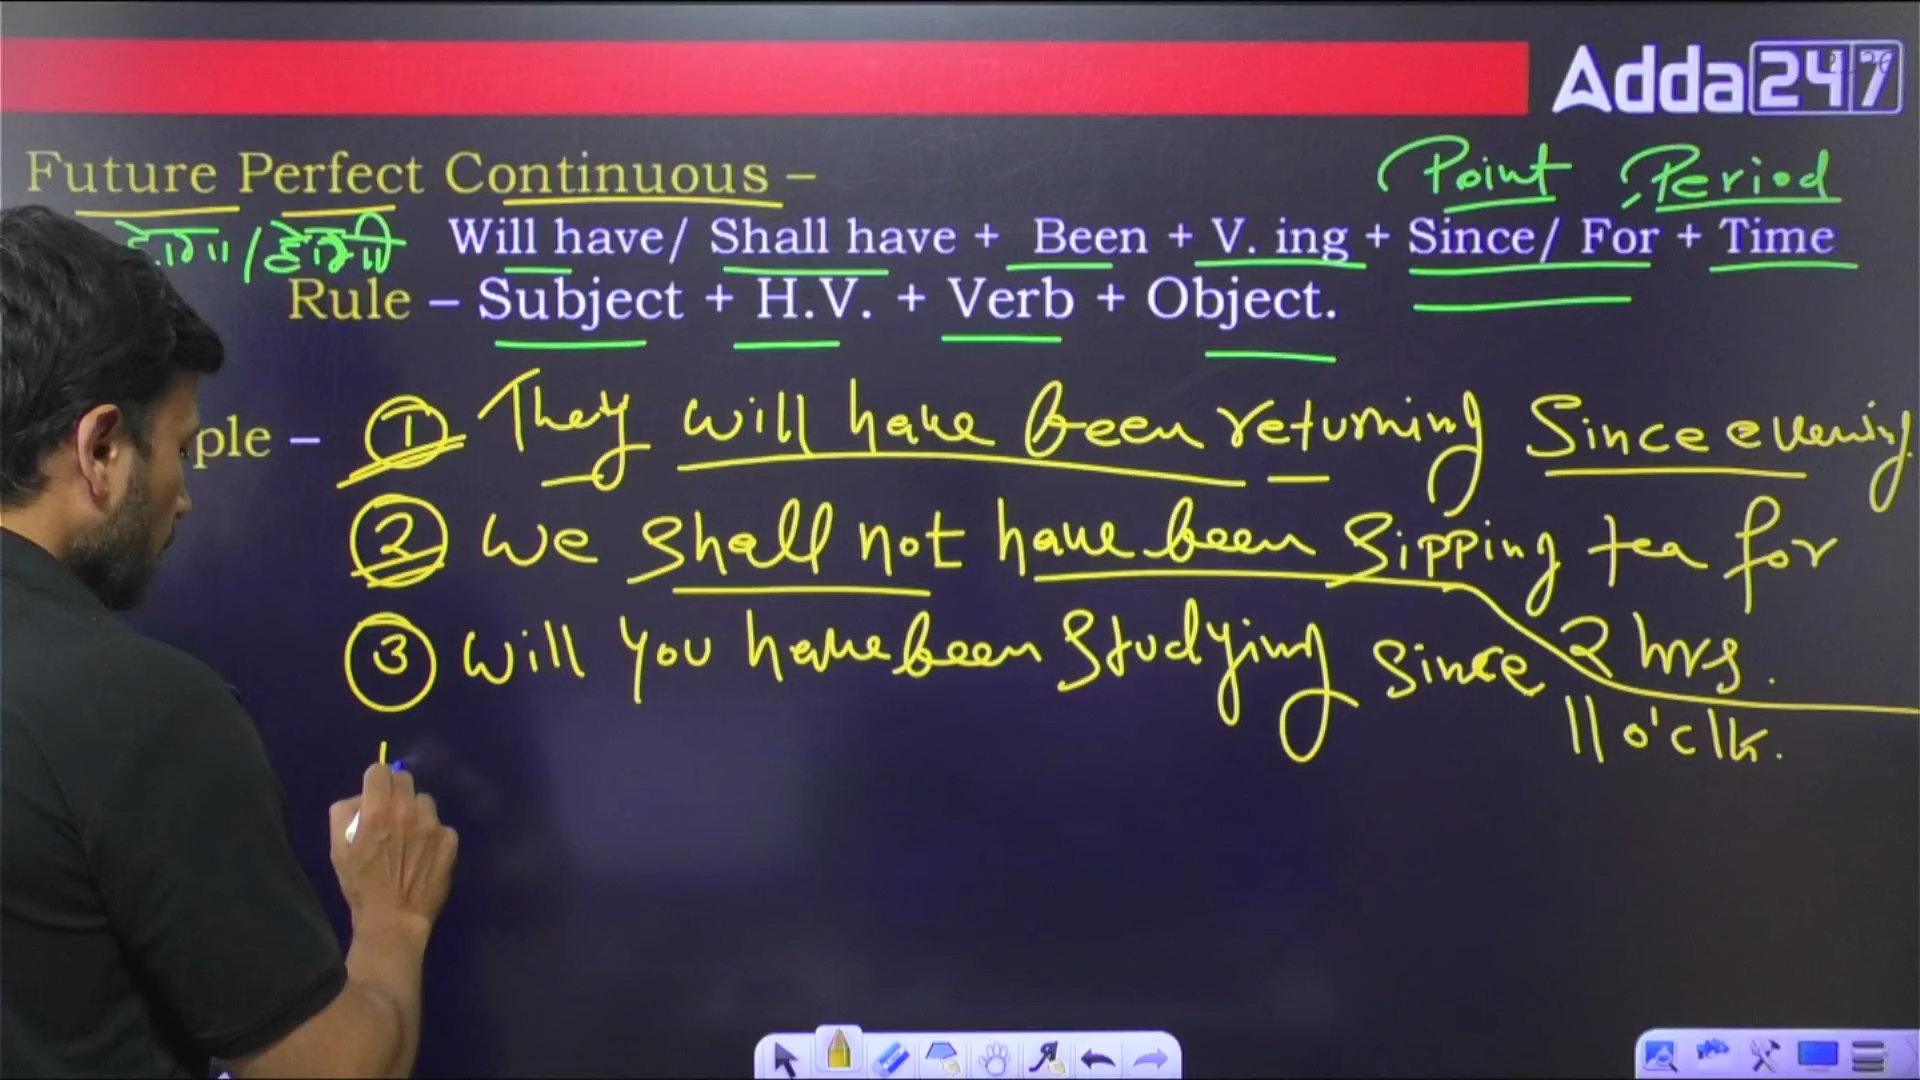 Adda247
Future Perfect Continuous –
Point Period
Will have/ Shall have + Been + V. ing + Since/ For + Time
Rule – Subject + H.V. + Verb + Object.
ple – ① They will have been returning Since evening
② We shall not have been sipping tea for
2 hrs.
③ Will you have been studying since
11 o'clk.